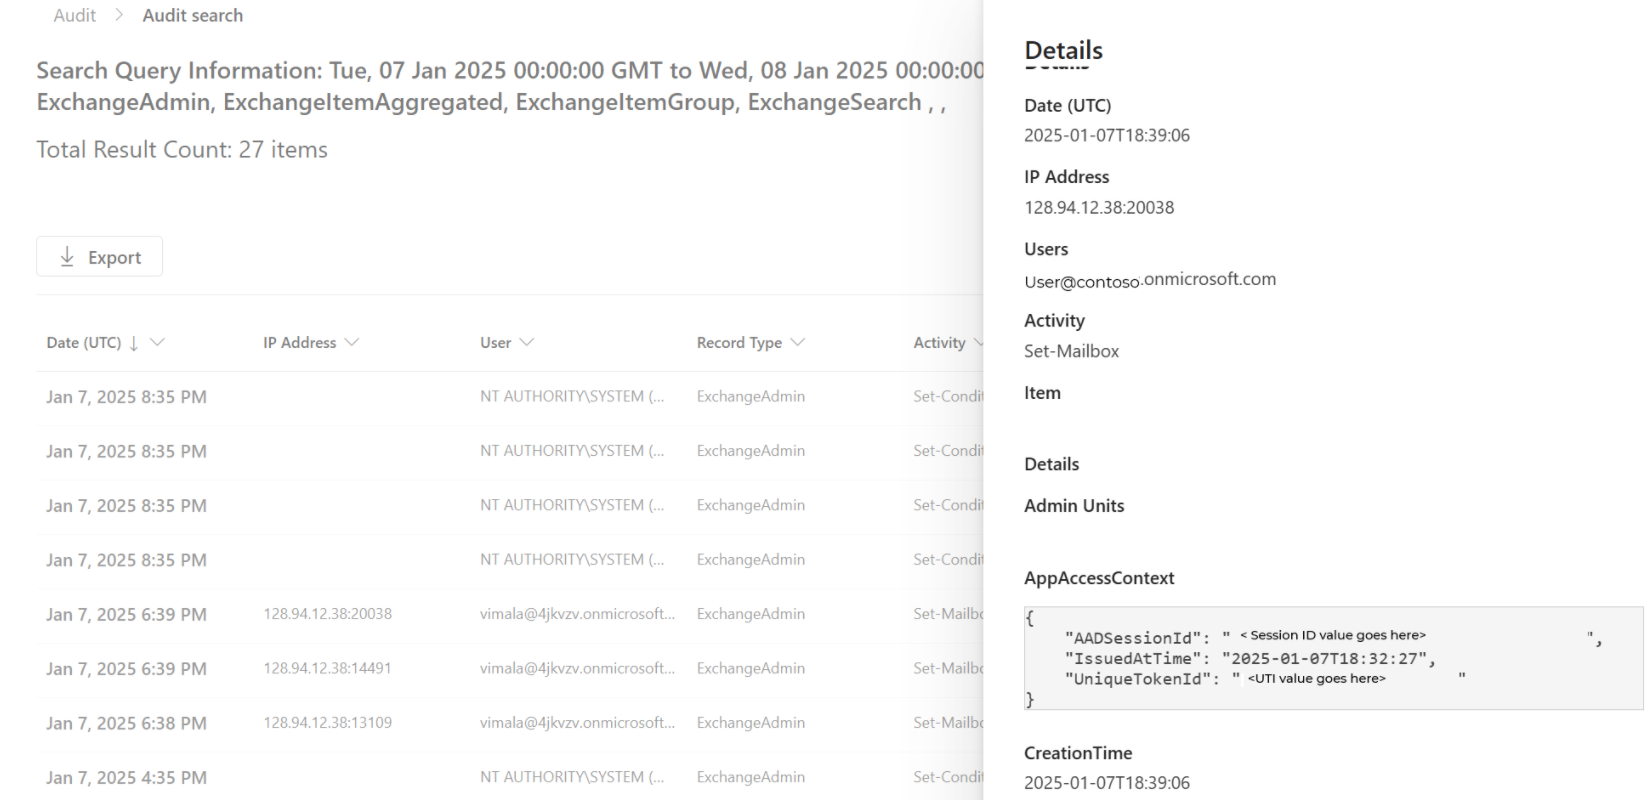 Audit > Audit search
Search Query Information: Tue, 07 Jan 2025 00:00:00 GMT to Wed, 08 Jan 2025 00:00:00
ExchangeAdmin, ExchangeItemAggregated, ExchangeItemGroup, ExchangeSearch , ,
Total Result Count: 27 items
Export
Date (UTC) ↓ IP Address User Record Type Activity
Jan 7, 2025 8:35 PM NT AUTHORITY\SYSTEM (... ExchangeAdmin Set-Condit
Jan 7, 2025 8:35 PM NT AUTHORITY\SYSTEM (... ExchangeAdmin Set-Condit
Jan 7, 2025 8:35 PM NT AUTHORITY\SYSTEM (... ExchangeAdmin Set-Condit
Jan 7, 2025 8:35 PM NT AUTHORITY\SYSTEM (... ExchangeAdmin Set-Condit
Jan 7, 2025 6:39 PM 128.94.12.38:20038 vimala@4jkvzv.onmicrosoft... ExchangeAdmin Set-Mailbo
Jan 7, 2025 6:39 PM 128.94.12.38:14491 vimala@4jkvzv.onmicrosoft... ExchangeAdmin Set-Mailbo
Jan 7, 2025 6:38 PM 128.94.12.38:13109 vimala@4jkvzv.onmicrosoft... ExchangeAdmin Set-Mailbo
Jan 7, 2025 4:35 PM NT AUTHORITY\SYSTEM (... ExchangeAdmin Set-Condit
Details
Date (UTC)
2025-01-07T18:39:06
IP Address
128.94.12.38:20038
Users
User@contoso.onmicrosoft.com
Activity
Set-Mailbox
Item
Details
Admin Units
AppAccessContext
{
"AADSessionId": " < Session ID value goes here> ",
"IssuedAtTime": "2025-01-07T18:32:27",
"UniqueTokenId": " <UTI value goes here> "
}
CreationTime
2025-01-07T18:39:06